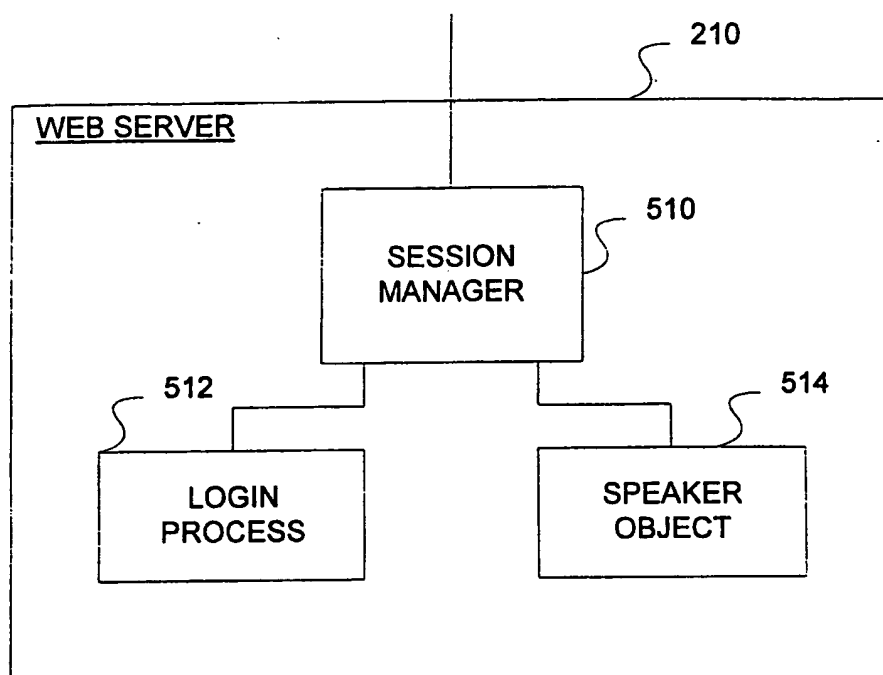 210
WEB SERVER
510
SESSION
MANAGER
512
514
LOGIN
PROCESS
SPEAKER
OBJECT